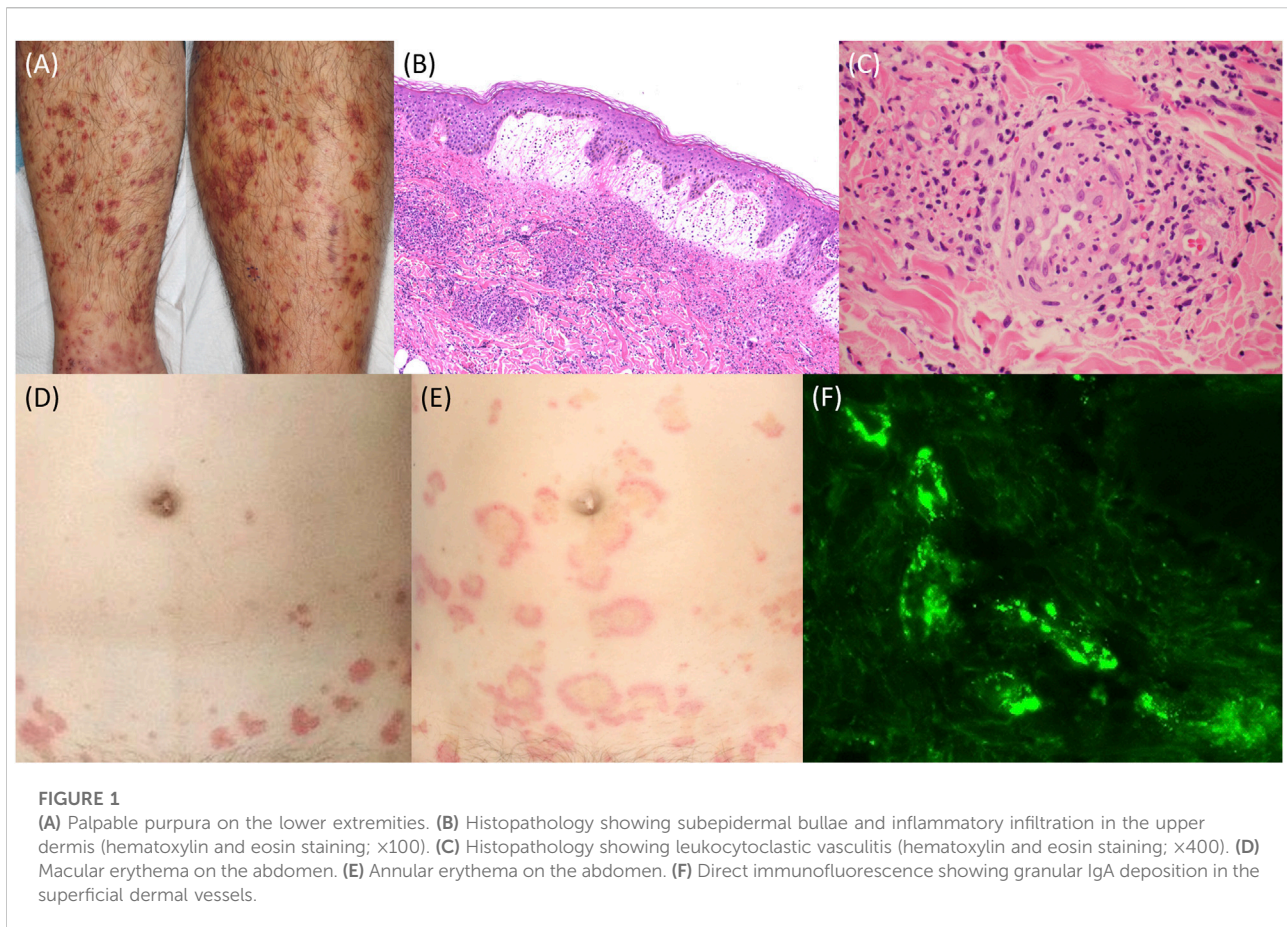 (A)
(B)
(C)
(D)
(E)
(F)
FIGURE 1
(A) Palpable purpura on the lower extremities. (B) Histopathology showing subepidermal bullae and inflammatory infiltration in the upper
dermis (hematoxylin and eosin staining; ×100). (C) Histopathology showing leukocytoclastic vasculitis (hematoxylin and eosin staining; ×400). (D)
Macular erythema on the abdomen. (E) Annular erythema on the abdomen. (F) Direct immunofluorescence showing granular IgA deposition in the
superficial dermal vessels.